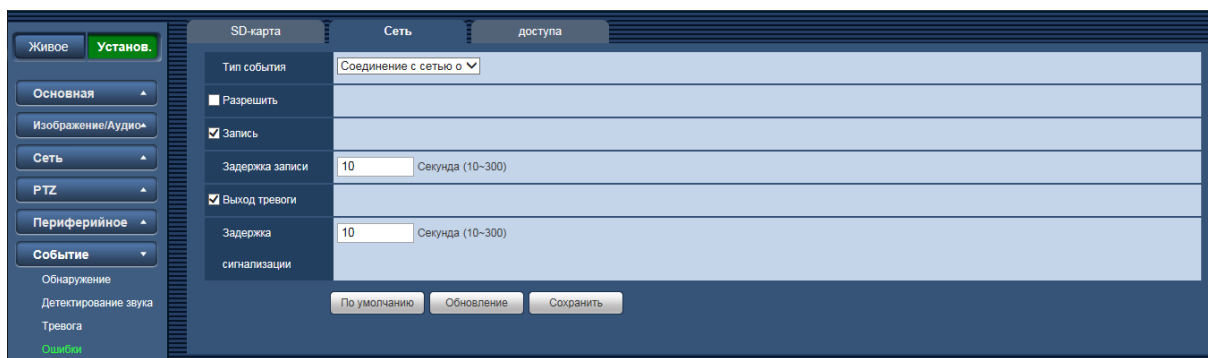 Живое Установ.
Основная
Изображение/Аудио
Сеть
PTZ
Периферийное
Событие
Обнаружение
Детектирование звука
Тревога
Ошибки
SD-карта Сеть доступа
Тип события Соединение с сетью о
Разрешить
Запись
Задержка записи 10 Секунда (10~300)
Выход тревоги
Задержка 10 Секунда (10~300)
сигнализации
По умолчанию Обновление Сохранить